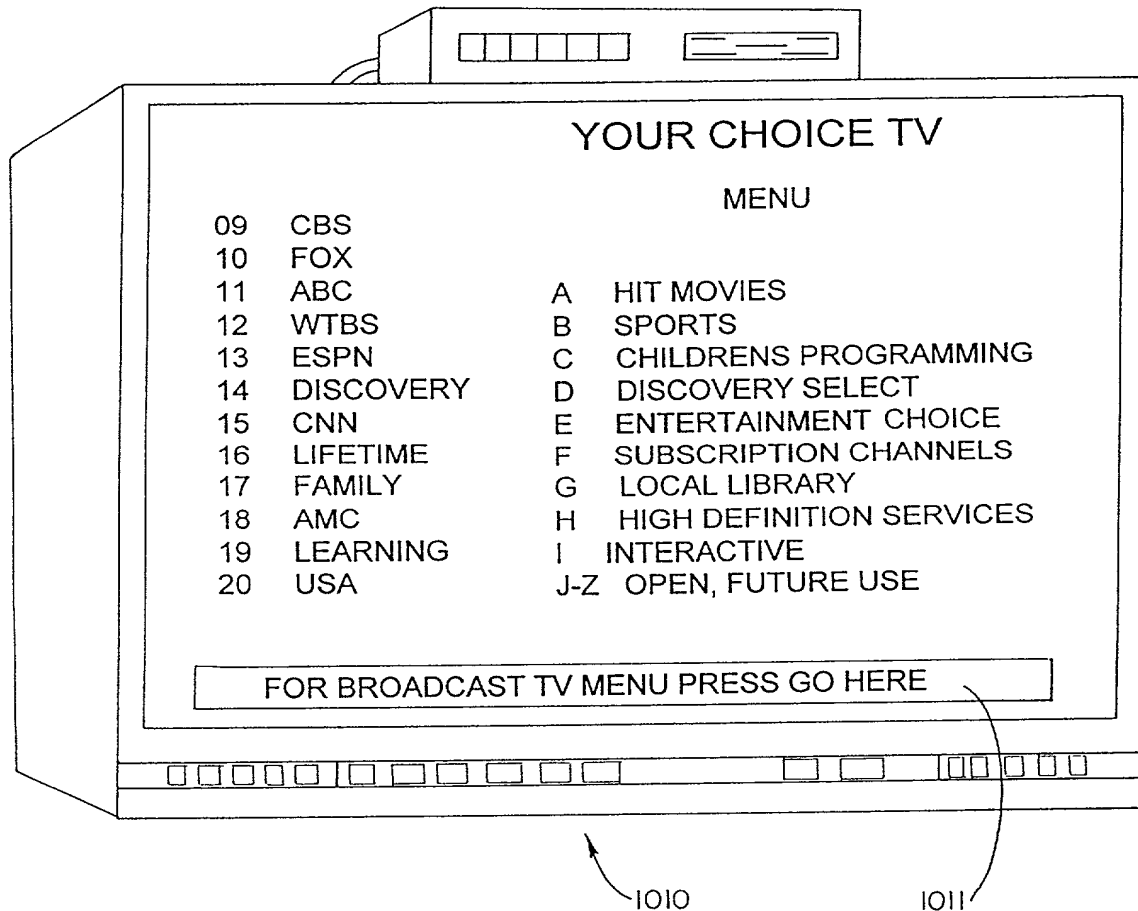 YOUR CHOICE TV
MENU
09 CBS
10 FOX
11 ABC
12 WTBS
13 ESPN
14 DISCOVERY
15 CNN
16 LIFETIME
17 FAMILY
18 AMC
19 LEARNING
20 USA
A HIT MOVIES
B SPORTS
C CHILDRENS PROGRAMMING
D DISCOVERY SELECT
E ENTERTAINMENT CHOICE
F SUBSCRIPTION CHANNELS
G LOCAL LIBRARY
H HIGH DEFINITION SERVICES
I INTERACTIVE
J-Z OPEN, FUTURE USE
FOR BROADCAST TV MENU PRESS GO HERE
1010
1011